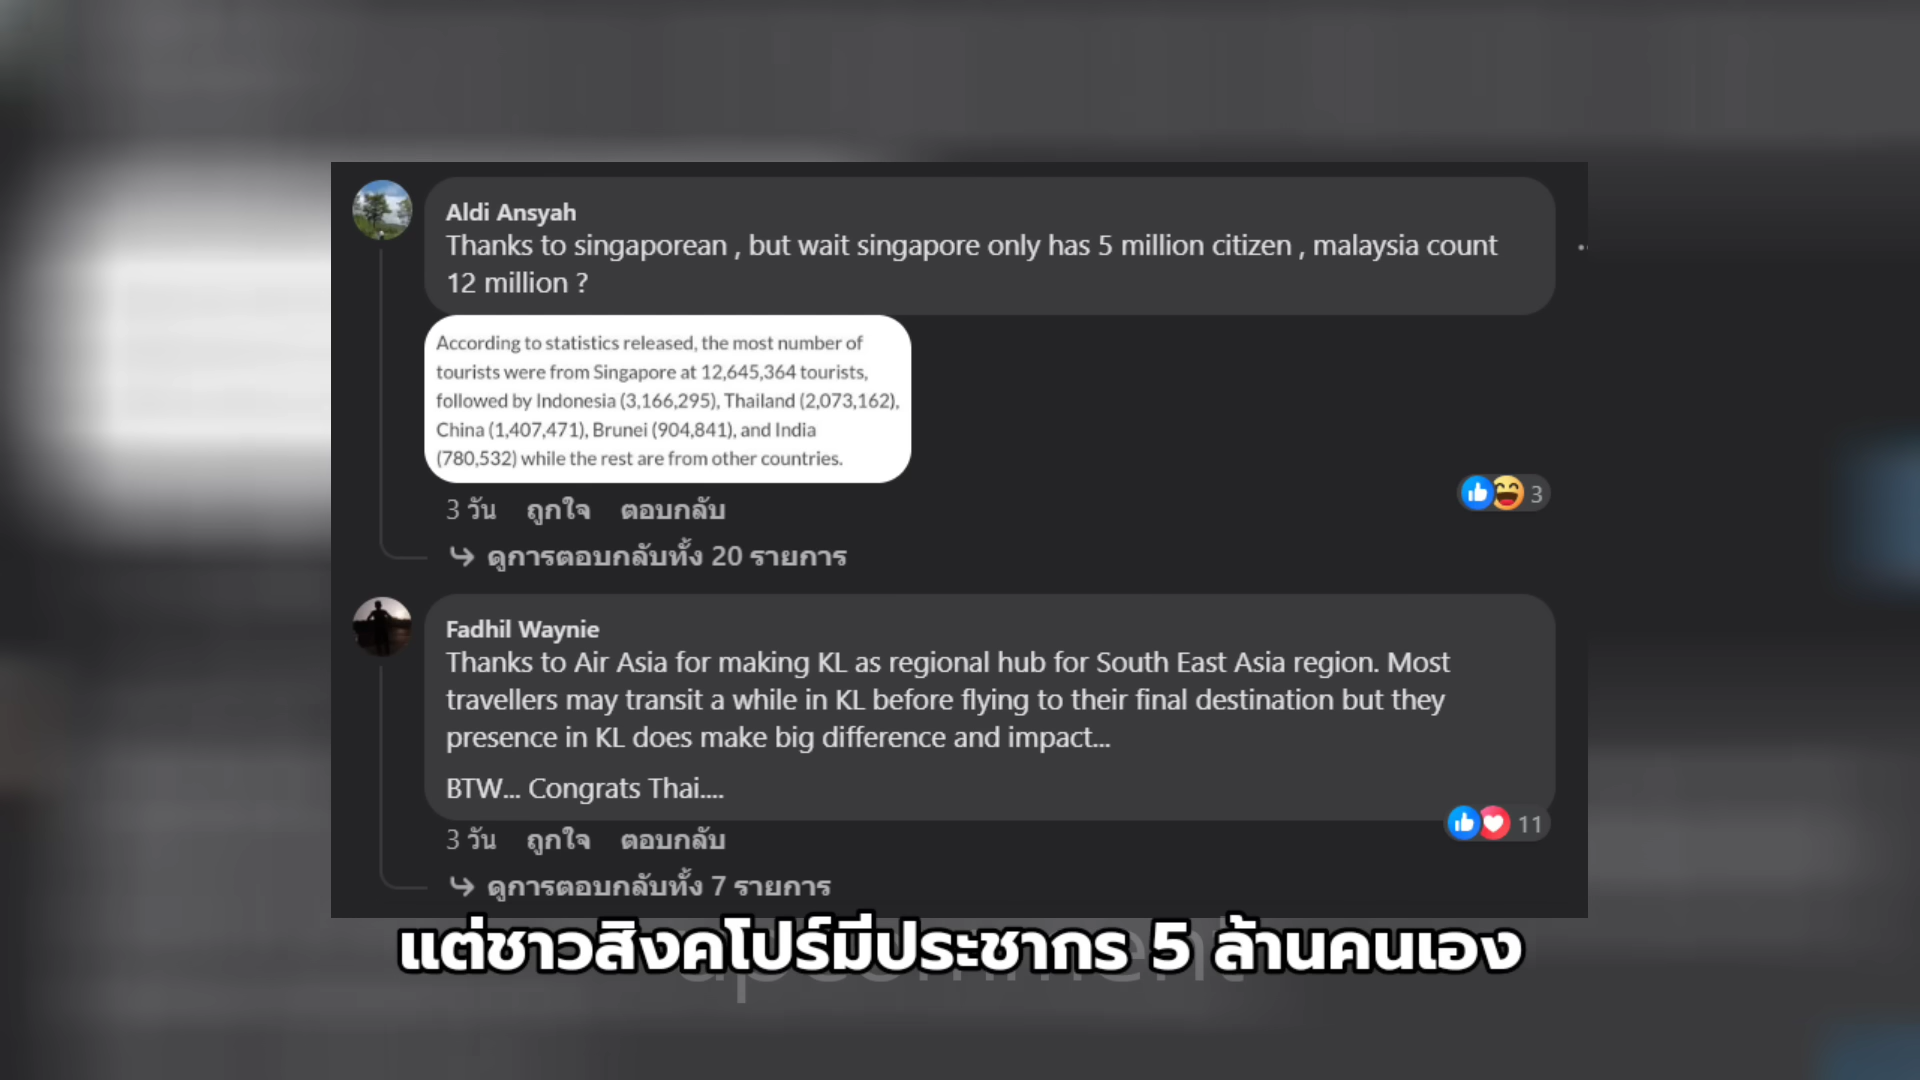 Aldi Ansyah
Thanks to singaporean , but wait singapore only has 5 million citizen , malaysia count
12 million ?
According to statistics released, the most number of
tourists were from Singapore at 12,645,364 tourists,
followed by Indonesia (3,166,295), Thailand (2,073,162),
China (1,407,471), Brunei (904,841), and India
(780,532) while the rest are from other countries.
3
3 วัน ถูกใจ ตอบกลับ
ดูการตอบกลับทั้ง 20 รายการ
Fadhil Waynie
Thanks to Air Asia for making KL as regional hub for South East Asia region. Most
travellers may transit a while in KL before flying to their final destination but they
presence in KL does make big difference and impact...
BTW... Congrats Thai....
11
3 วัน ถูกใจ ตอบกลับ
ดูการตอบกลับทั้ง 7 รายการ
แต่ชาวสิงคโปร์มีประชากร 5 ล้านคนเอง